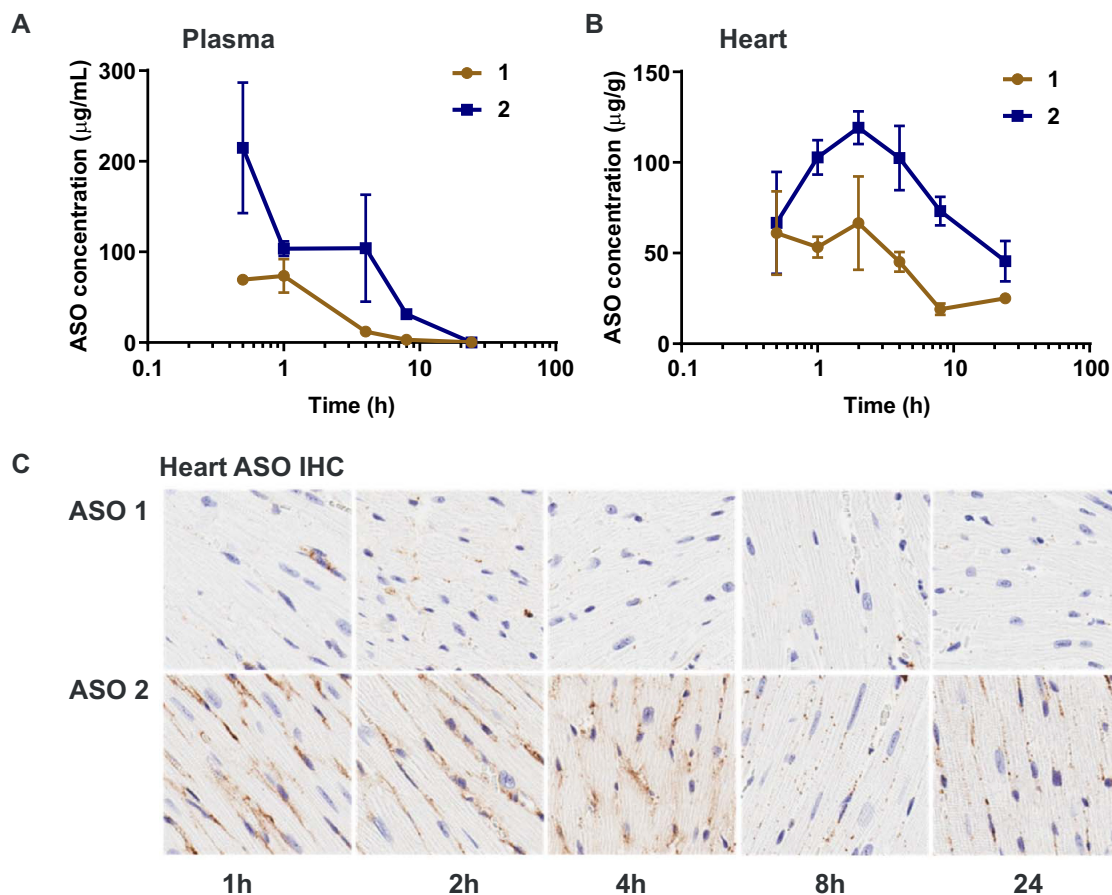 A
Plasma
ASO concentration (μg/mL)
300
200
100
0
0.1
1
10
100
Time (h)
1
2
B
Heart
ASO concentration (μg/g)
150
100
50
0
0.1
1
10
100
Time (h)
1
2
C
Heart ASO IHC
ASO 1
ASO 2
1h
2h
4h
8h
24